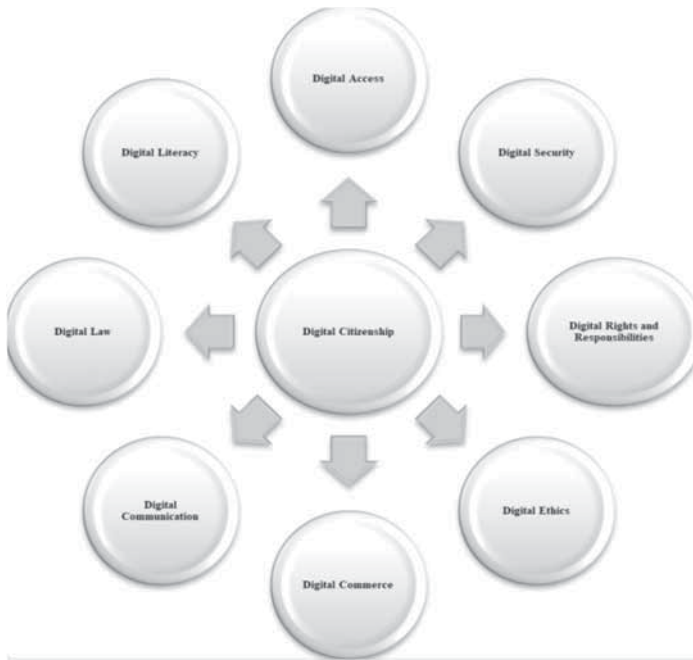 Digital Access
Digital Literacy
Digital Security
Digital Law
Digital Citizenship
Digital Rights and
Responsibilities
Digital
Communication
Digital Ethics
Digital Commerce